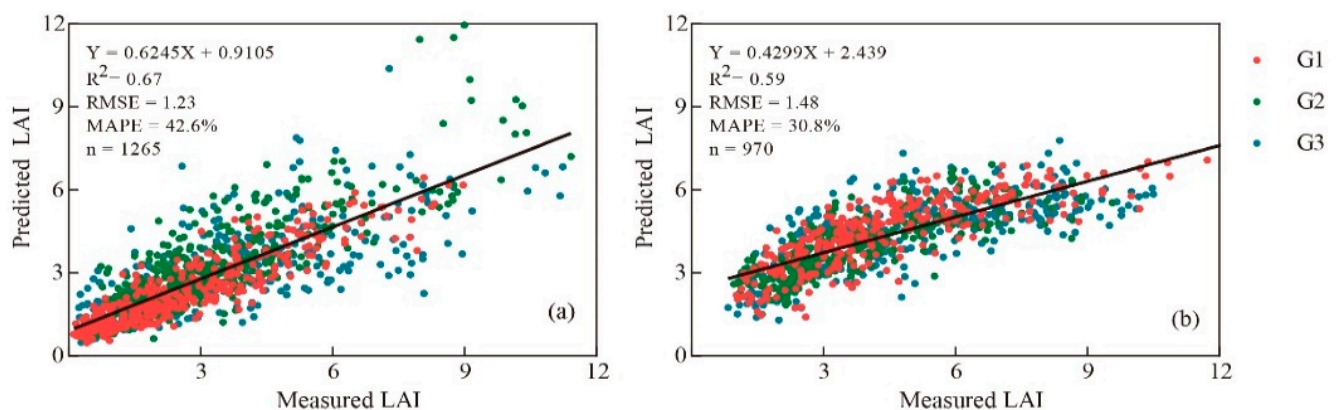 12
9
6
3
0
Predicted LAI
Y = 0.6245X + 0.9105
R²− 0.67
RMSE = 1.23
MAPE = 42.6%
n = 1265
(a)
3
6
9
12
Measured LAI
12
9
6
3
0
Predicted LAI
Y = 0.4299X + 2.439
R²− 0.59
RMSE = 1.48
MAPE = 30.8%
n = 970
(b)
3
6
9
12
Measured LAI
G1
G2
G3